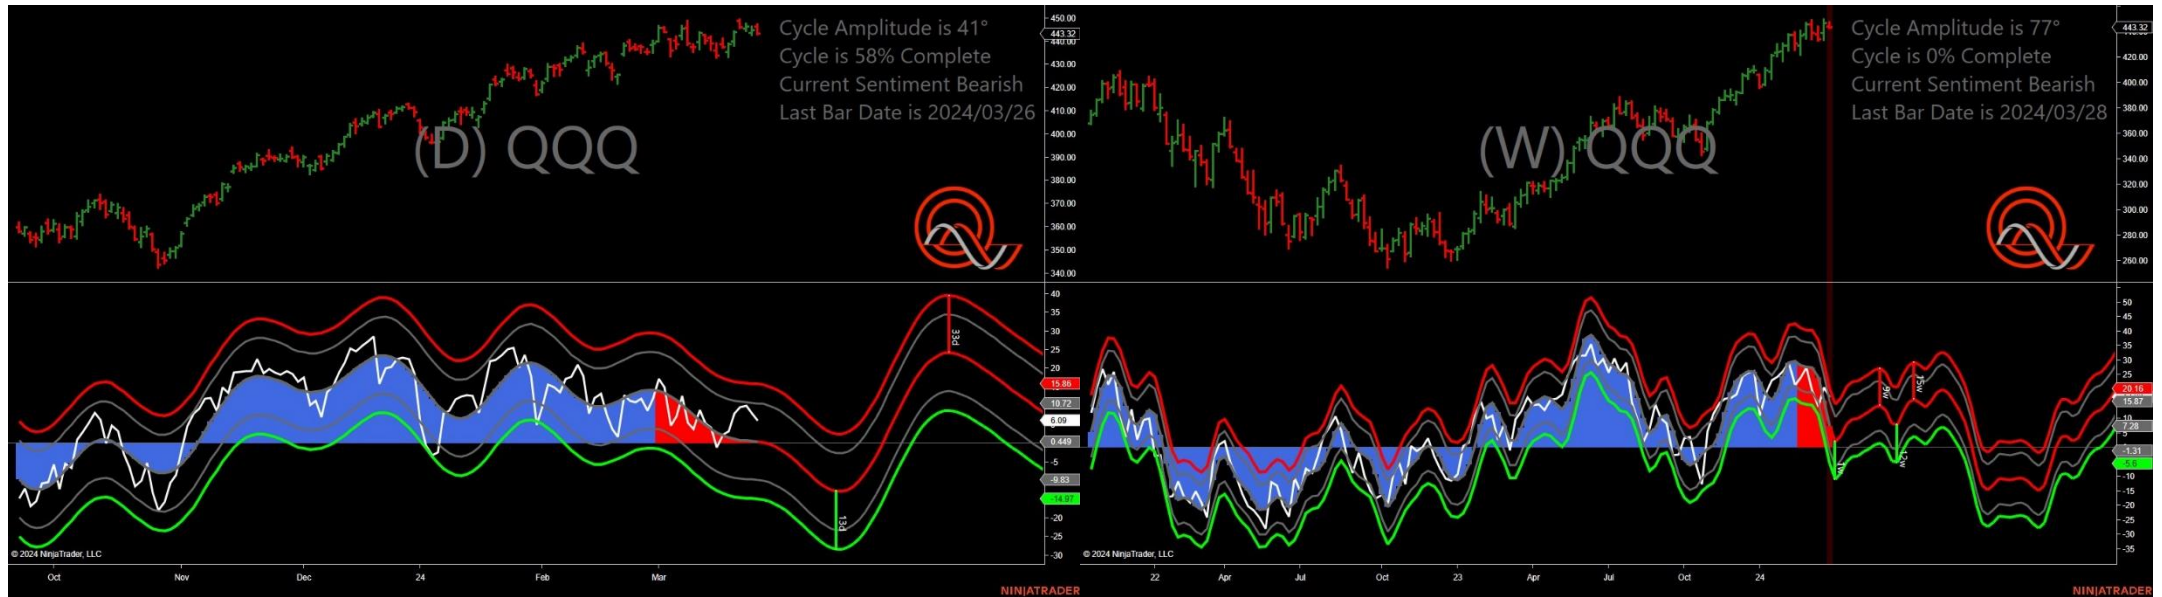 Cycle Amplitude is 41°
Cycle is 58% Complete
Current Sentiment Bearish
Last Bar Date is 2024/03/26
(D) QQQ
450.00
443.32
440.00
430.00
420.00
410.00
400.00
390.00
380.00
370.00
360.00
350.00
340.00
40
35
30
25
20
15.86
10.72
6.09
0.449
-5
-9.83
-14.97
-20
-25
-30
33d
13d
© 2024 NinjaTrader, LLC
Oct Nov Dec 24 Feb Mar
NINJATRADER
Cycle Amplitude is 77°
Cycle is 0% Complete
Current Sentiment Bearish
Last Bar Date is 2024/03/28
(W) QQQ
443.32
420.00
400.00
380.00
360.00
340.00
320.00
300.00
280.00
260.00
50
45
40
35
30
25
20.16
15.87
10
7.28
5
-1.31
-5.6
-10
-15
-20
-25
-30
-35
9w
15w
1w
12w
© 2024 NinjaTrader, LLC
22 Apr Jul Oct 23 Apr Jul Oct 24
NINJATRADER